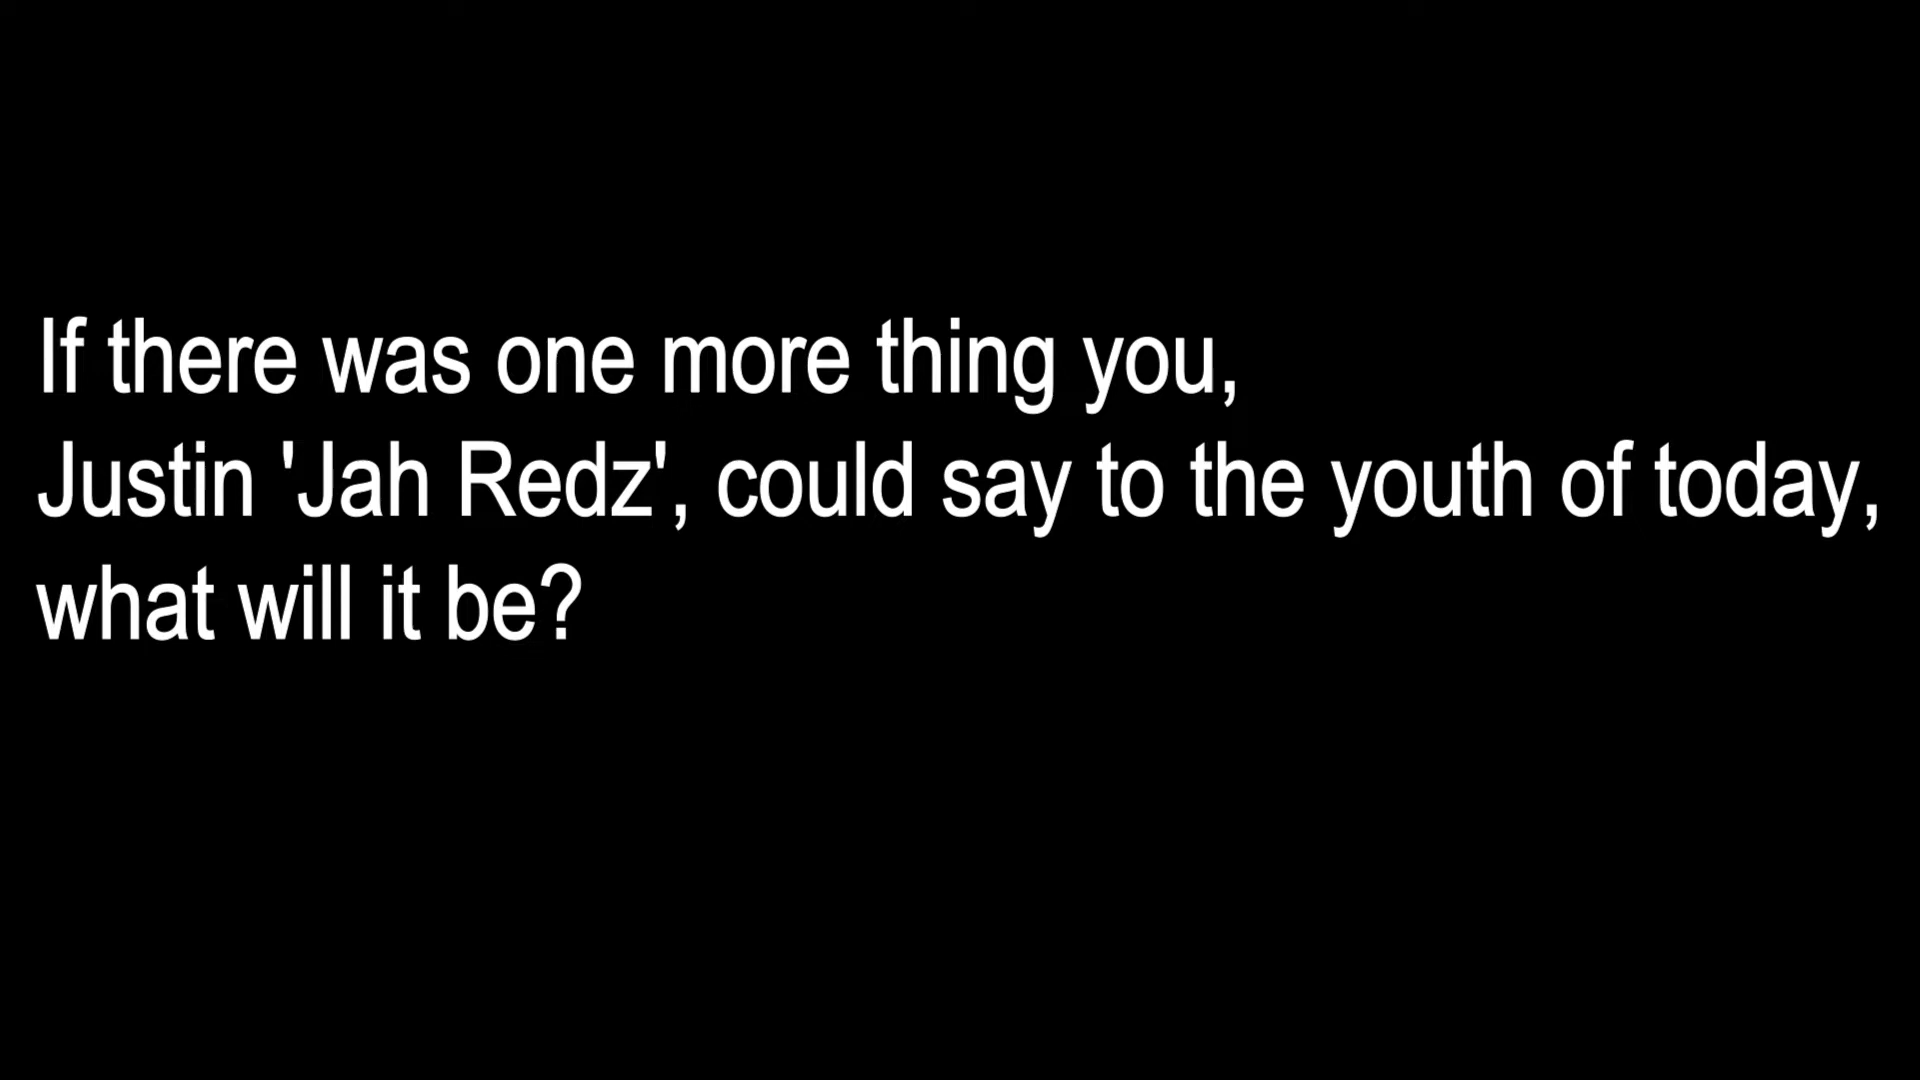 If there was one more thing you,
Justin 'Jah Redz', could say to the youth of today,
what will it be?